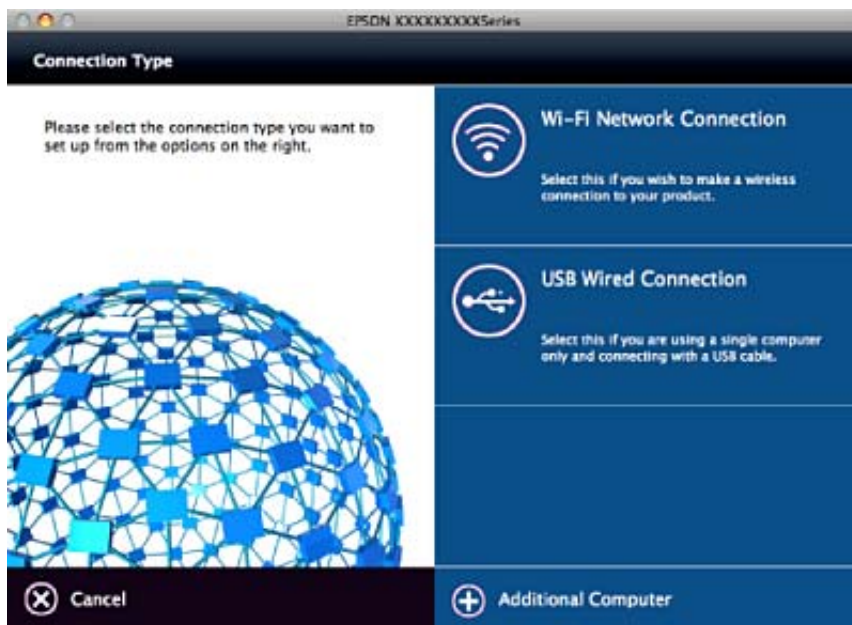 EPSON XXXXXXXXXSeries
Connection Type
Please select the connection type you want to
set up from the options on the right.
Wi-Fi Network Connection
Select this if you wish to make a wireless
connection to your product.
USB Wired Connection
Select this if you are using a single computer
only and connecting with a USB cable.
Cancel
Additional Computer